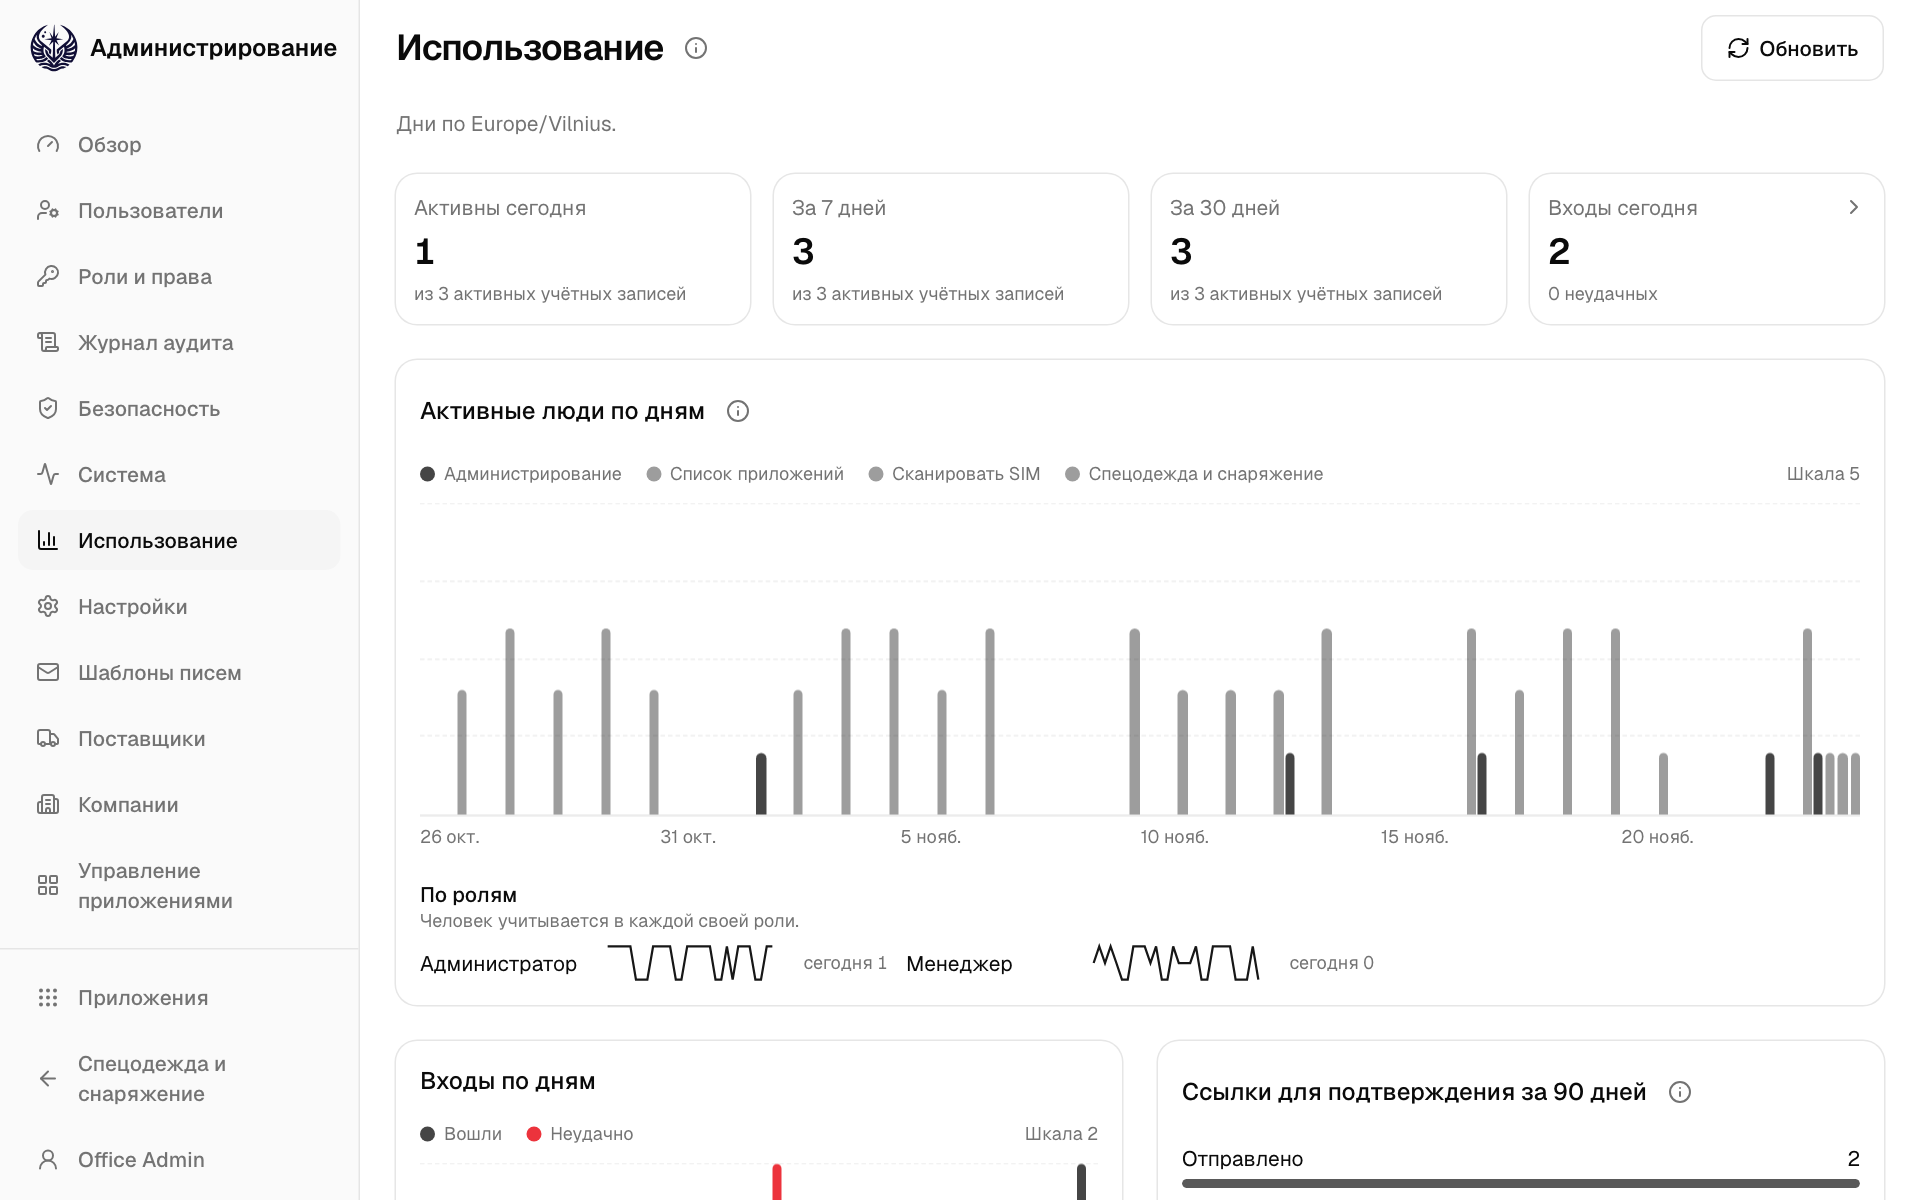 Администрирование
Обзор
Пользователи
Роли и права
Журнал аудита
Безопасность
Система
Использование
Настройки
Шаблоны писем
Поставщики
Компании
Управление
приложениями
Приложения
Спецодежда и
снаряжение
Office Admin
Использование
Обновить
Дни по Europe/Vilnius.
Активны сегодня
1
из 3 активных учётных записей
За 7 дней
3
из 3 активных учётных записей
За 30 дней
3
из 3 активных учётных записей
Входы сегодня
2
0 неудачных
Активные люди по дням
Администрирование Список приложений Сканировать SIM Спецодежда и снаряжение Шкала 5
26 окт. 31 окт. 5 нояб. 10 нояб. 15 нояб. 20 нояб.
По ролям
Человек учитывается в каждой своей роли.
Администратор сегодня 1 Менеджер сегодня 0
Входы по дням
Вошли Неудачно Шкала 2
Ссылки для подтверждения за 90 дней
Отправлено 2